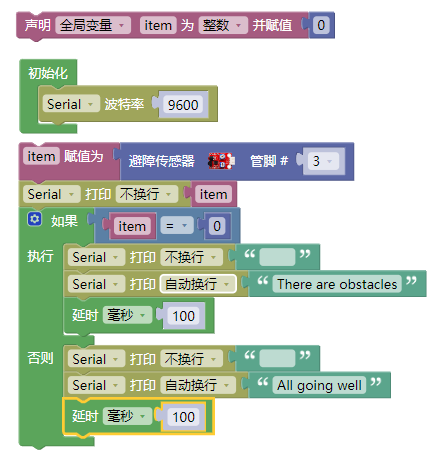 声明 全局变量 item 为 整数 并赋值 0
初始化
Serial 波特率 9600
item 赋值为 避障传感器 管脚 # 3
Serial 打印 不换行 item
如果 item = 0
执行 Serial 打印 不换行 “ ”
Serial 打印 自动换行 “ There are obstacles ”
延时 毫秒 100
否则 Serial 打印 不换行 “ ”
Serial 打印 自动换行 “ All going well ”
延时 毫秒 100